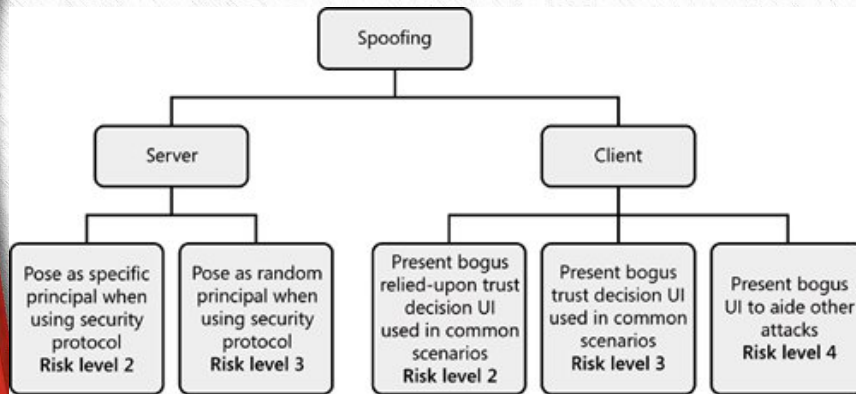 Spoofing
Server
Client
Pose as specific
principal when
using security
protocol
Risk level 2
Pose as random
principal when
using security
protocol
Risk level 3
Present bogus
relied-upon trust
decision UI
used in common
scenarios
Risk level 2
Present bogus
trust decision UI
used in common
scenarios
Risk level 3
Present bogus
UI to aide other
attacks
Risk level 4